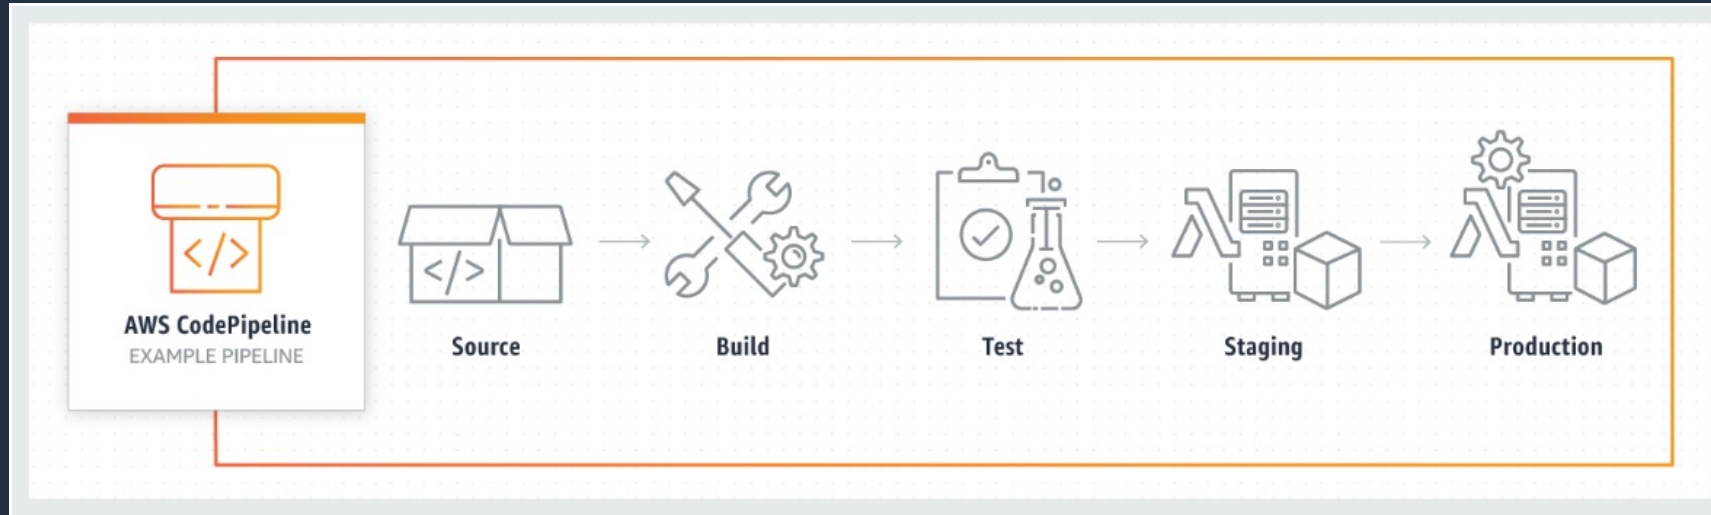 AWS CodePipeline
EXAMPLE PIPELINE
</>
</>
Source
Build
Test
Staging
Production